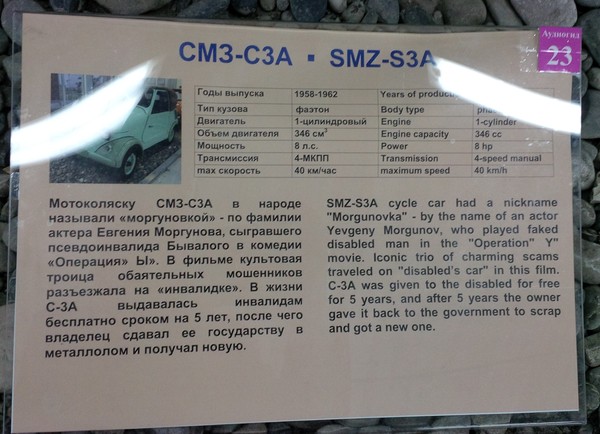 Аудиогид
23
СМЗ-С3А ▪ SMZ-S3A
Годы выпуска 1958-1962 Years of produc
Тип кузова фаэтон Body type
Двигатель 1-цилиндровый Engine 1-cylinder
Объем двигателя 346 см³ Engine capacity 346 cc
Мощность 8 л.с. Power 8 hp
Трансмиссия 4-МКПП Transmission 4-speed manual
max скорость 40 км/час maximum speed 40 km/h
Мотоколяску СМЗ-С3А в народе
называли «моргуновкой» - по фамилии
актера Евгения Моргунова, сыгравшего
псевдоинвалида Бывалого в комедии
«Операция» Ы». В фильме культовая
троица обаятельных мошенников
разъезжала на «инвалидке». В жизни
С-3А выдавалась инвалидам
бесплатно сроком на 5 лет, после чего
владелец сдавал ее государству в
металлолом и получал новую.
SMZ-S3A cycle car had a nickname
"Morgunovka" - by the name of an actor
Yevgeny Morgunov, who played faked
disabled man in the "Operation" Y"
movie. Iconic trio of charming scams
traveled on "disabled's car" in this film.
C-3A was given to the disabled for free
for 5 years, and after 5 years the owner
gave it back to the government to scrap
and got a new one.